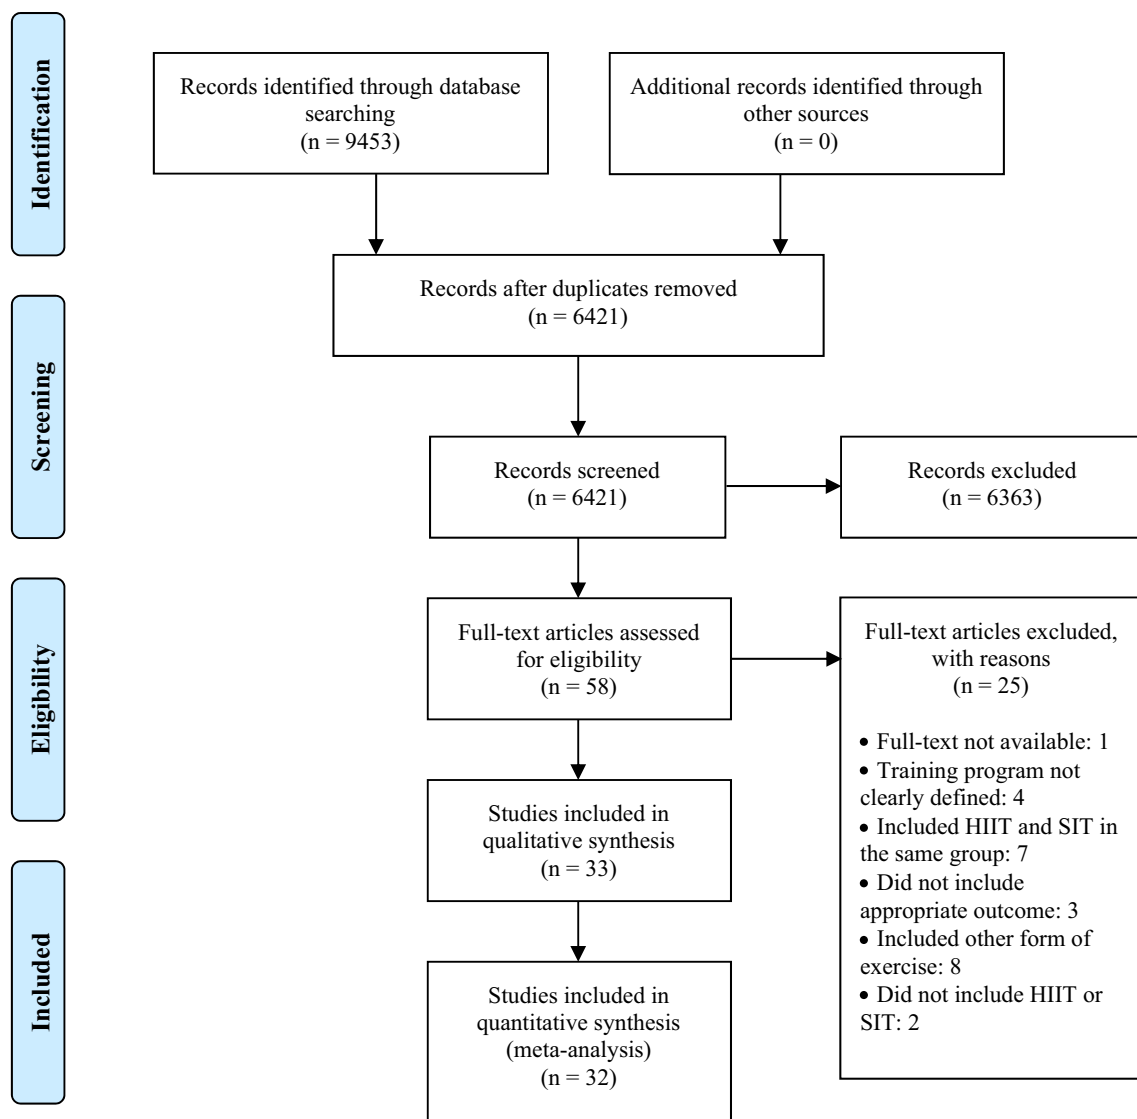 Identification
Records identified through database
searching
(n = 9453)
Additional records identified through
other sources
(n = 0)
Records after duplicates removed
(n = 6421)
Screening
Records screened
(n = 6421)
Records excluded
(n = 6363)
Eligibility
Full-text articles assessed
for eligibility
(n = 58)
Full-text articles excluded,
with reasons
(n = 25)
• Full-text not available: 1
• Training program not
clearly defined: 4
• Included HIIT and SIT in
the same group: 7
• Did not include
appropriate outcome: 3
• Included other form of
exercise: 8
• Did not include HIIT or
SIT: 2
Studies included in
qualitative synthesis
(n = 33)
Included
Studies included in
quantitative synthesis
(meta-analysis)
(n = 32)